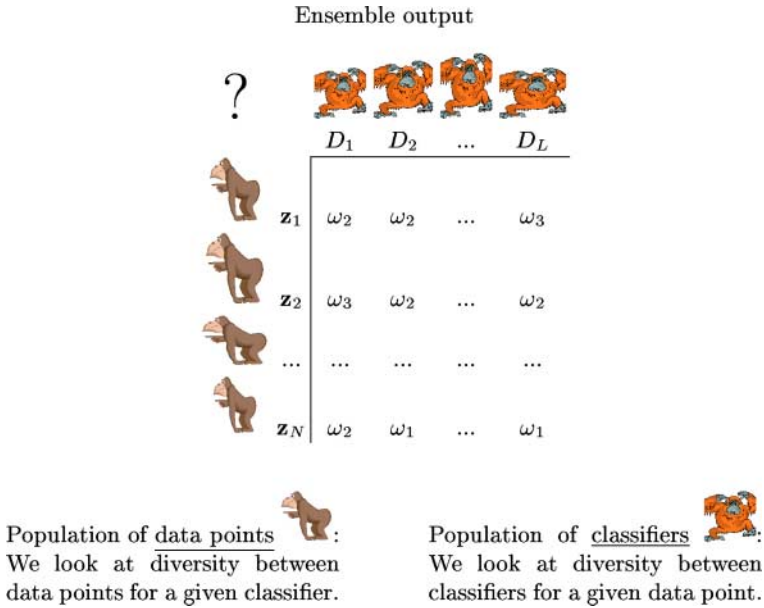 Ensemble output
?
D₁ D₂ ... D_L
z₁ ω₂ ω₂ ... ω₃
z₂ ω₃ ω₂ ... ω₂
... ... ... ... ...
z_N ω₂ ω₁ ... ω₁
Population of data points :
We look at diversity between
data points for a given classifier.
Population of classifiers :
We look at diversity between
classifiers for a given data point.